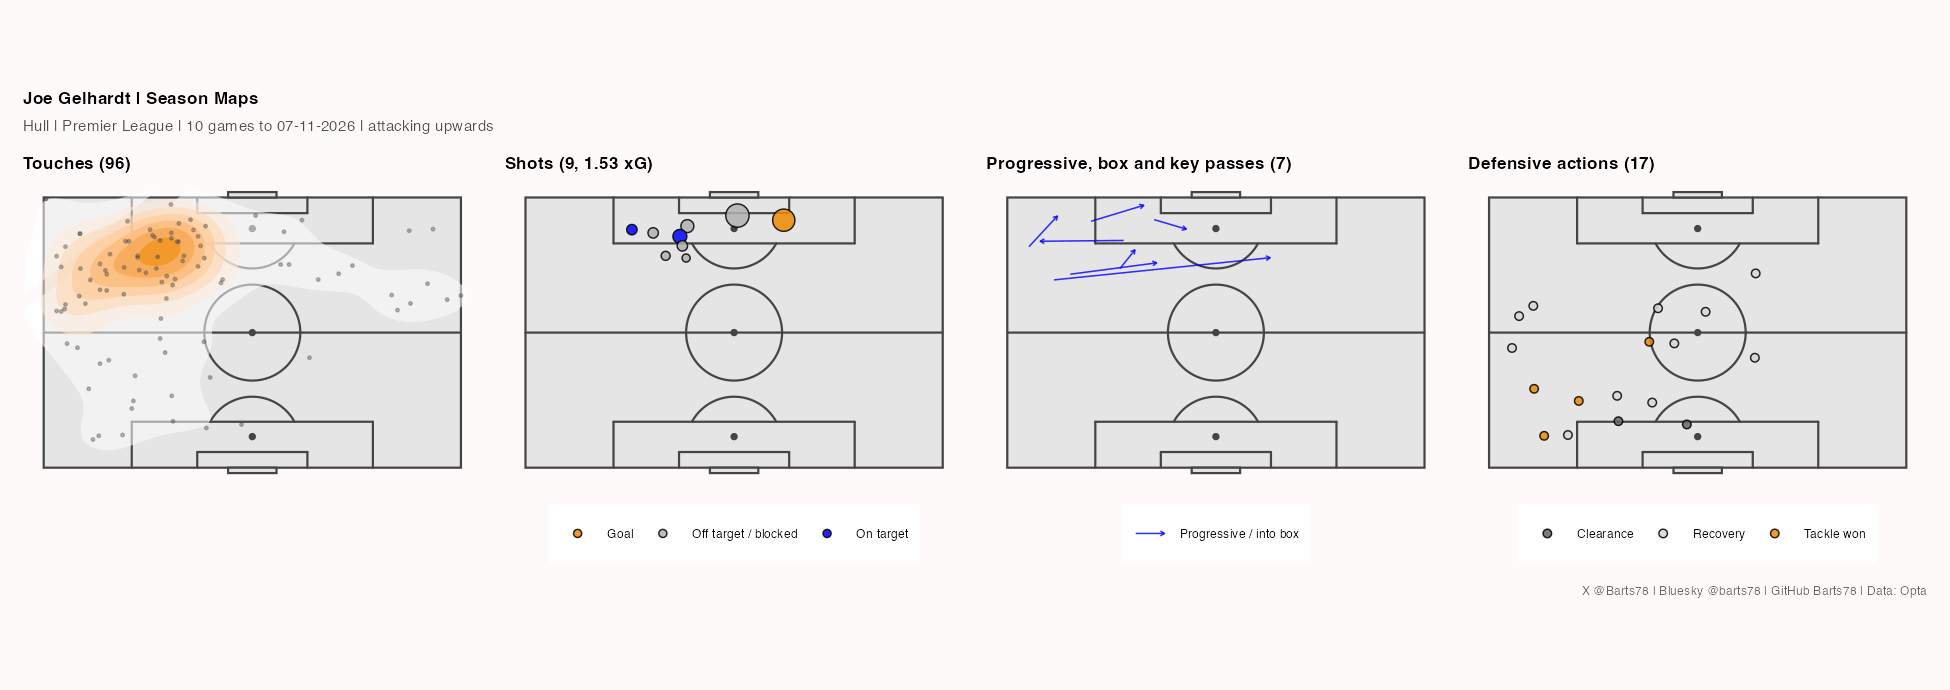 Joe Gelhardt | Season Maps
Hull | Premier League | 10 games to 07-11-2026 | attacking upwards
Touches (96)
Shots (9, 1.53 xG)
Progressive, box and key passes (7)
Defensive actions (17)
Goal
Off target / blocked
On target
Progressive / into box
Clearance
Recovery
Tackle won
X @Barts78 | Bluesky @barts78 | GitHub Barts78 | Data: Opta